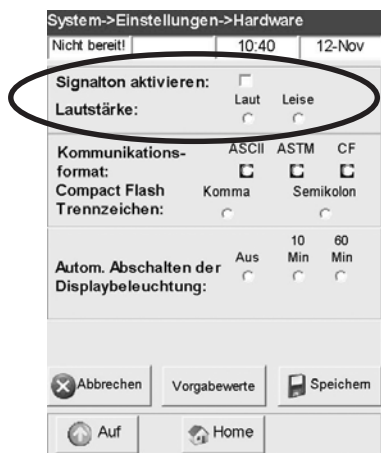 System->Einstellungen->Hardware
Nicht bereit! 10:40 12-Nov
Signalton aktivieren:
Laut Leise
Lautstärke:
Kommunikations- ASCII ASTM CF
format:
Compact Flash Komma Semikolon
Trennzeichen:
10 60
Aus Min Min
Autom. Abschalten der
Displaybeleuchtung:
Abbrechen Vorgabewerte Speichern
Auf Home